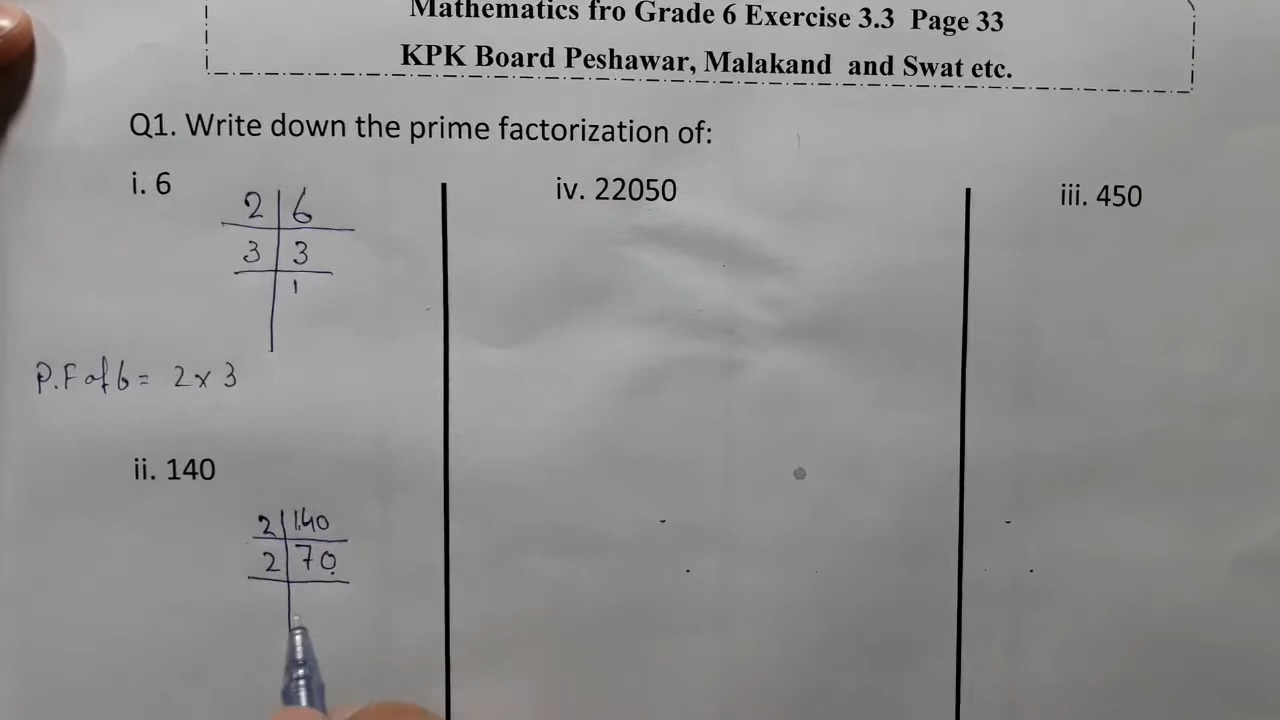 Mathematics fro Grade 6 Exercise 3.3 Page 33
KPK Board Peshawar, Malakand and Swat etc.
Q1. Write down the prime factorization of:
i. 6
2 | 6
3 | 3
1
P.F of 6 = 2 x 3
ii. 140
2 | 140
2 | 70
iv. 22050
iii. 450